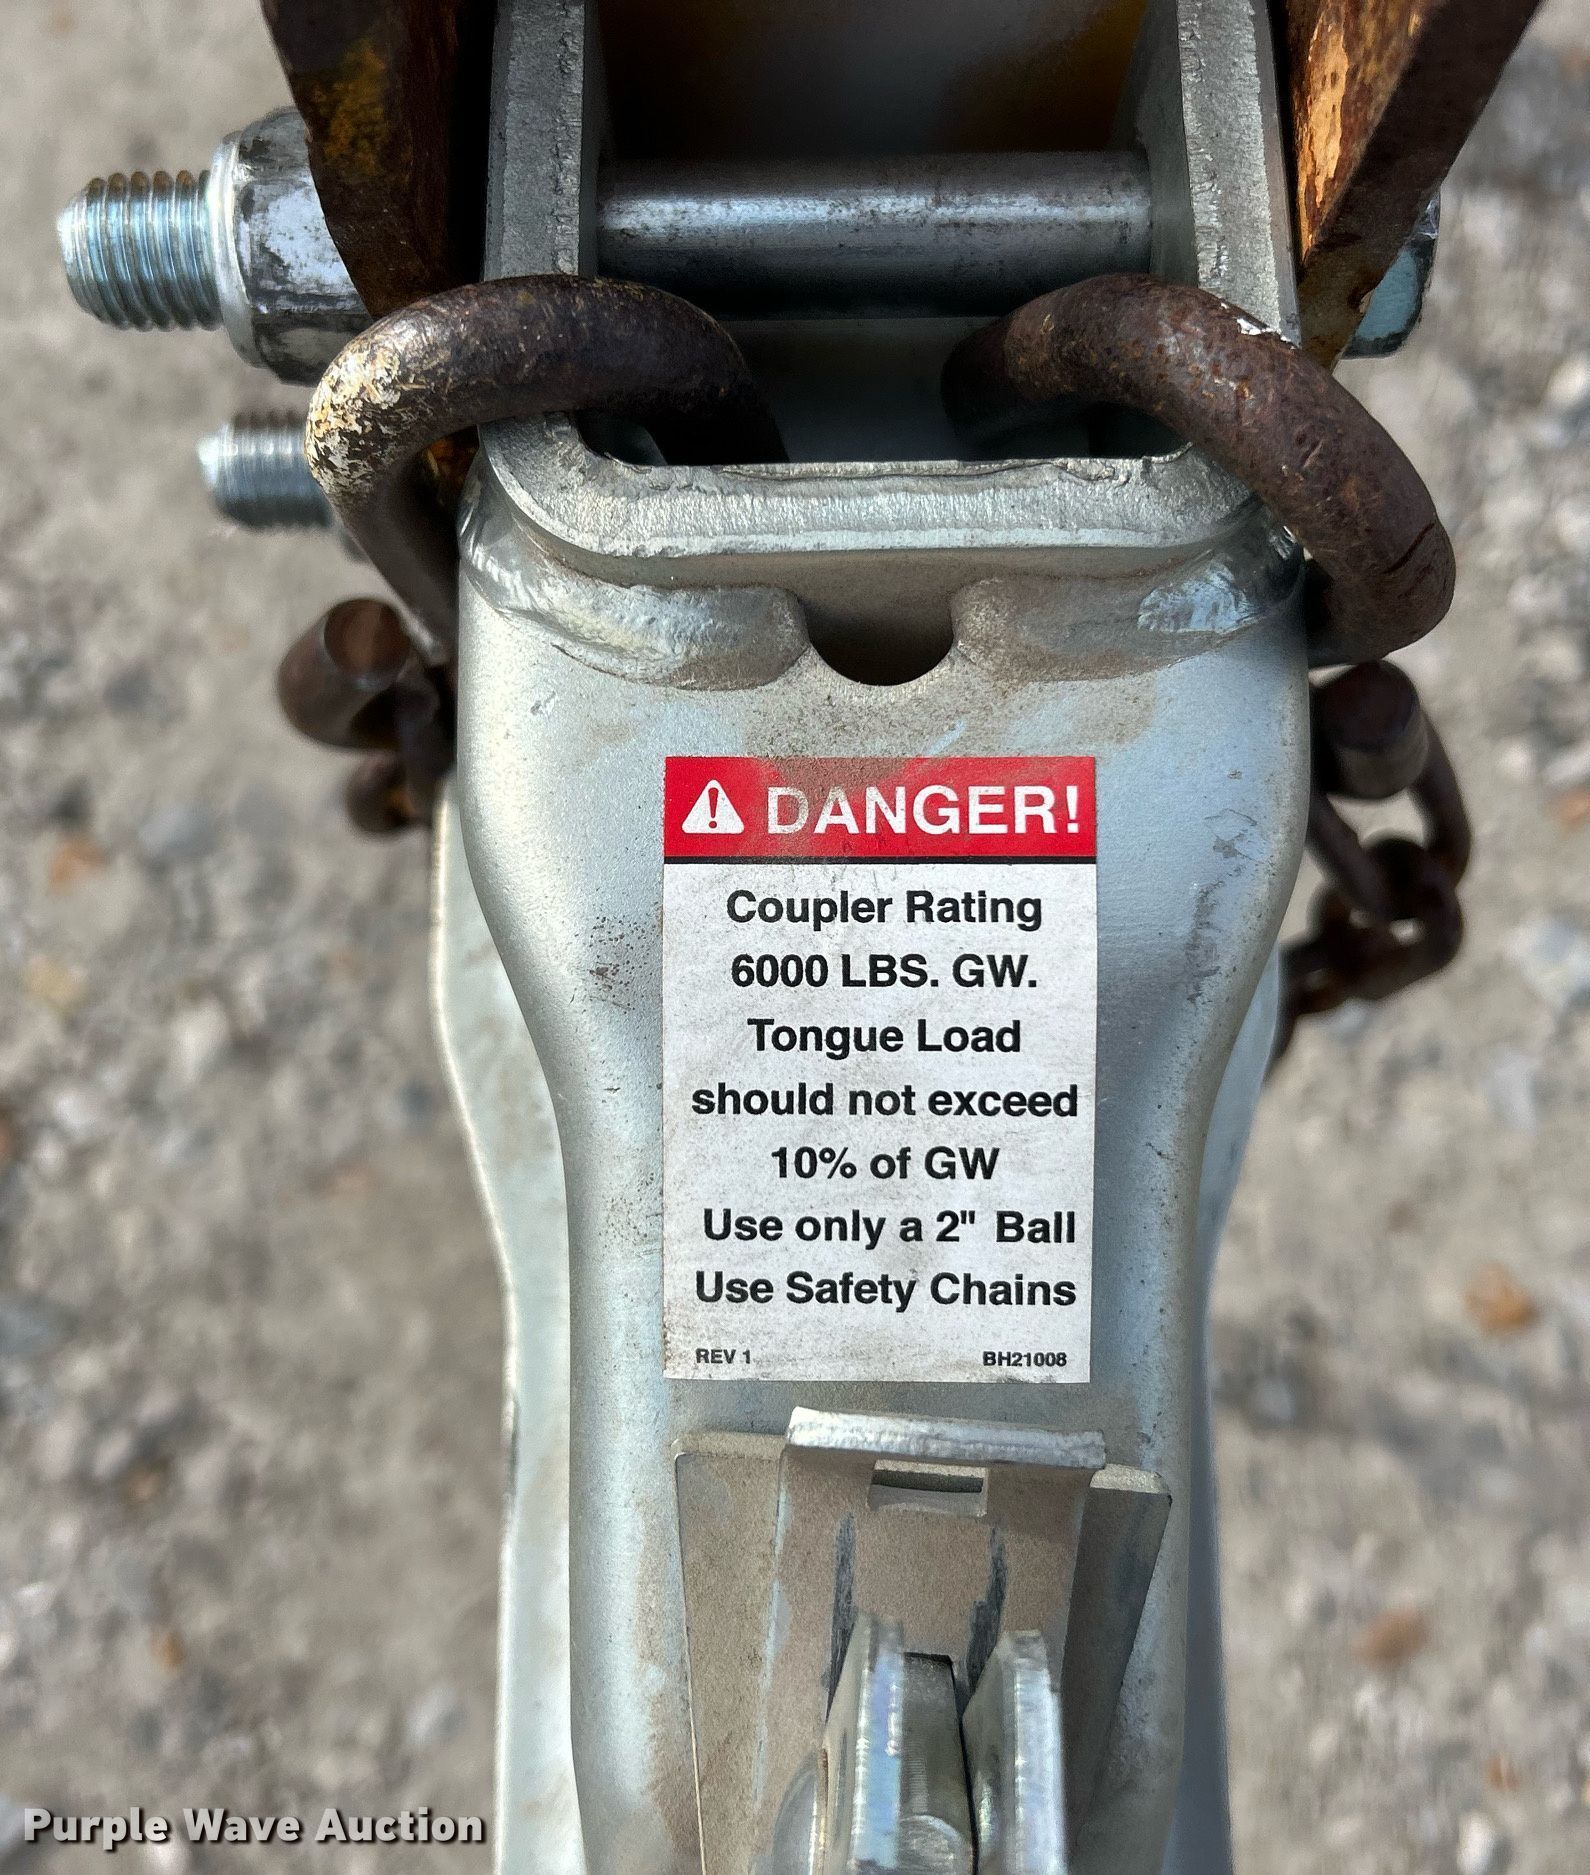 DANGER!
Coupler Rating
6000 LBS. GW.
Tongue Load
should not exceed
10% of GW
Use only a 2" Ball
Use Safety Chains
REV 1 BH21008
Purple Wave Auction